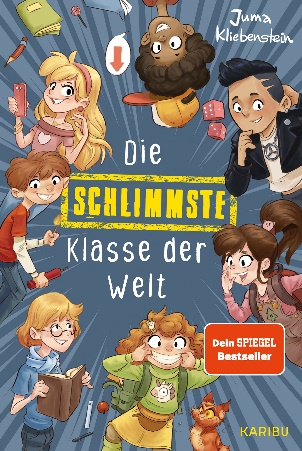 Juma
Kliebenstein
Die
SCHLIMMSTE
Klasse der
Welt
Dein SPIEGEL
Bestseller
KARIBU